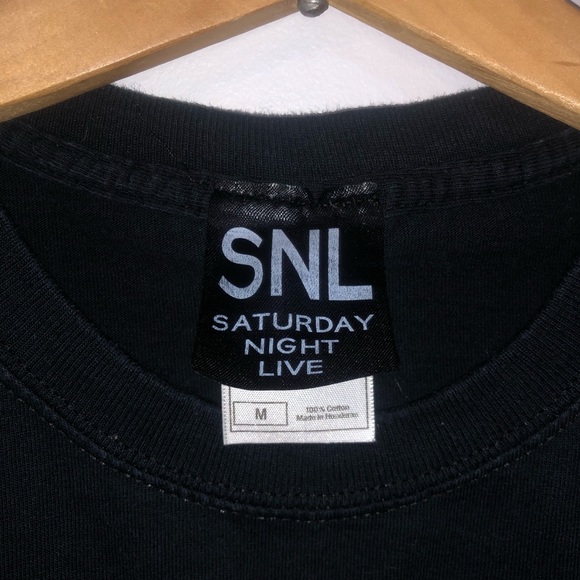 SNL
SATURDAY
NIGHT
LIVE
M
100% Cotton
Made in Honduras